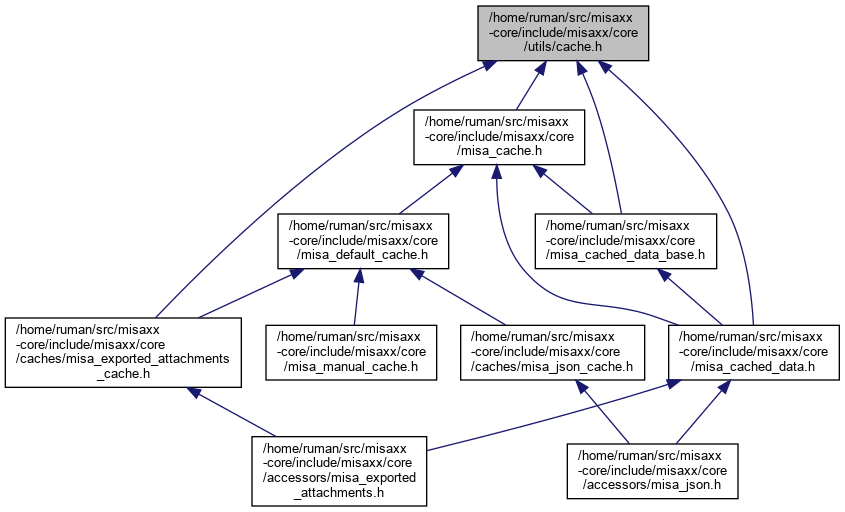 /home/ruman/src/misaxx
-core/include/misaxx/core
/utils/cache.h
/home/ruman/src/misaxx
-core/include/misaxx/core
/misa_cache.h
/home/ruman/src/misaxx
-core/include/misaxx/core
/misa_default_cache.h
/home/ruman/src/misaxx
-core/include/misaxx/core
/misa_cached_data_base.h
/home/ruman/src/misaxx
-core/include/misaxx/core
/caches/misa_exported_attachments
_cache.h
/home/ruman/src/misaxx
-core/include/misaxx/core
/misa_manual_cache.h
/home/ruman/src/misaxx
-core/include/misaxx/core
/caches/misa_json_cache.h
/home/ruman/src/misaxx
-core/include/misaxx/core
/misa_cached_data.h
/home/ruman/src/misaxx
-core/include/misaxx/core
/accessors/misa_exported
_attachments.h
/home/ruman/src/misaxx
-core/include/misaxx/core
/accessors/misa_json.h